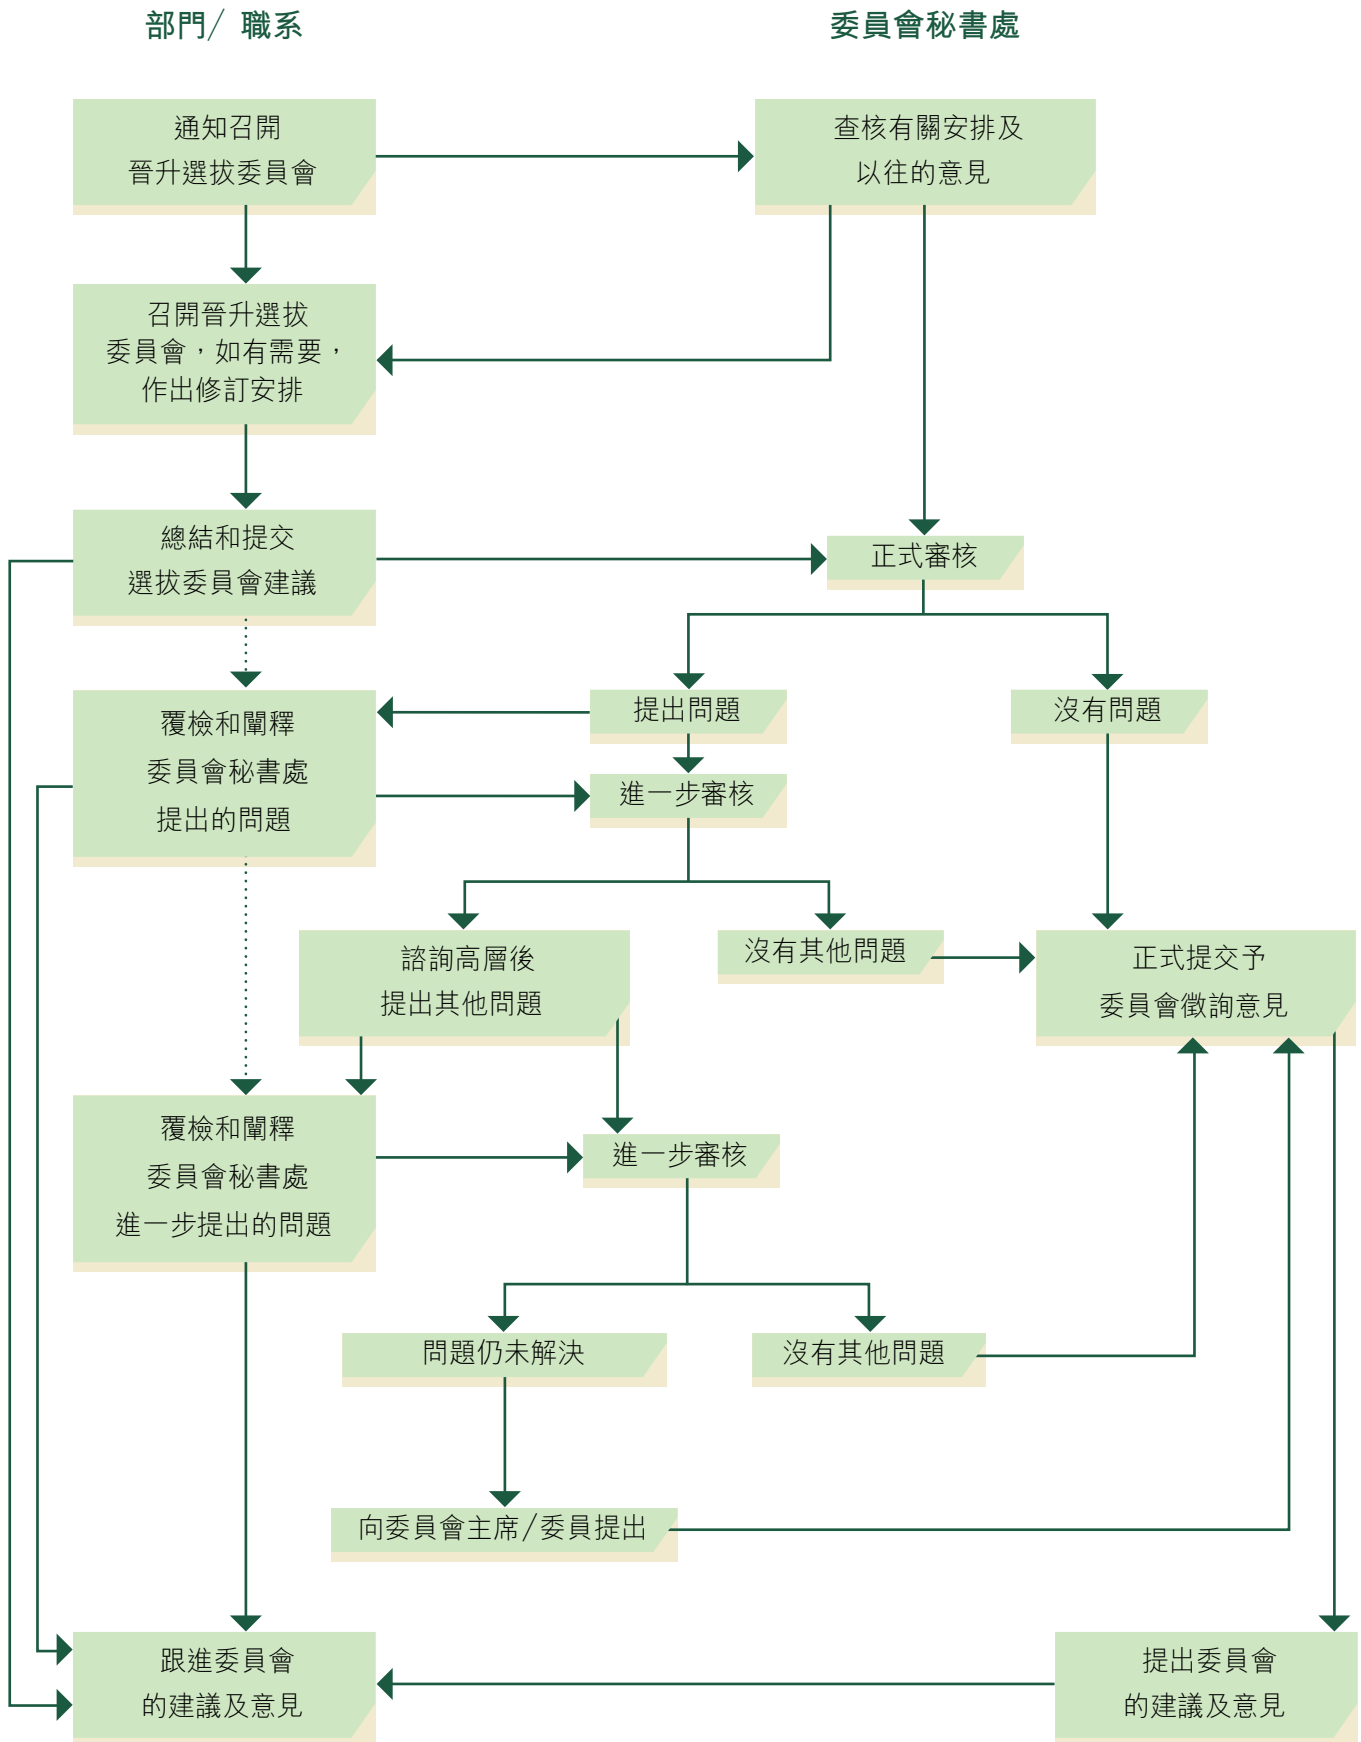 部門/ 職系
委員會秘書處
通知召開
晉升選拔委員會
查核有關安排及
以往的意見
召開晉升選拔
委員會，如有需要，
作出修訂安排
總結和提交
選拔委員會建議
正式審核
覆檢和闡釋
委員會秘書處
提出的問題
提出問題
沒有問題
進一步審核
諮詢高層後
提出其他問題
沒有其他問題
正式提交予
委員會徵詢意見
覆檢和闡釋
委員會秘書處
進一步提出的問題
進一步審核
問題仍未解決
沒有其他問題
向委員會主席/委員提出
跟進委員會
的建議及意見
提出委員會
的建議及意見